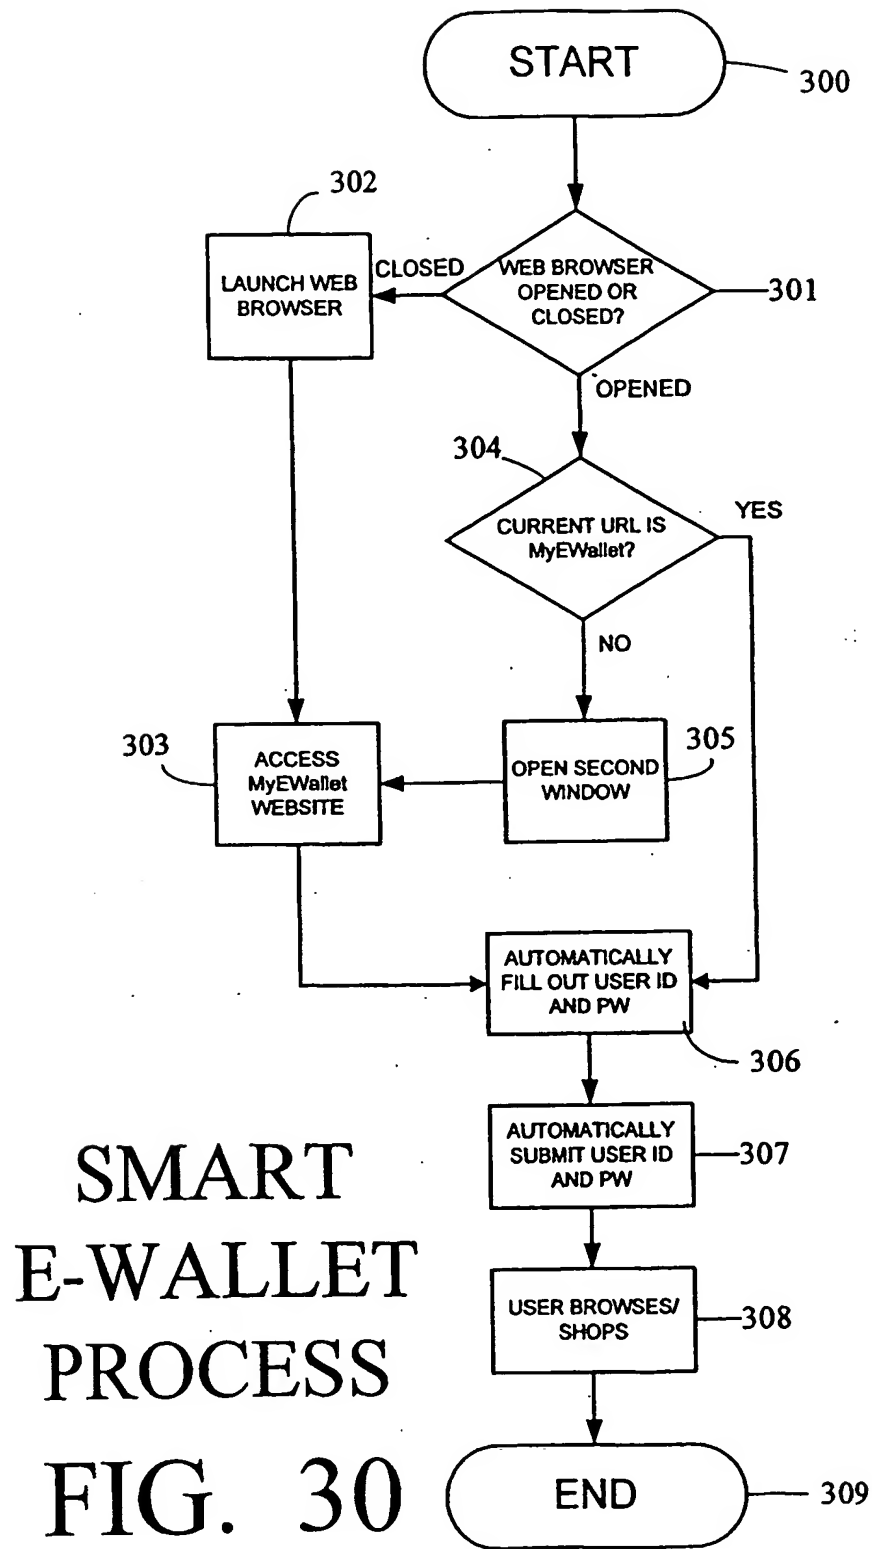 START
300
302
LAUNCH WEB
BROWSER
CLOSED
WEB BROWSER
OPENED OR
CLOSED?
301
OPENED
304
CURRENT URL IS
MyEWallet?
YES
NO
303
ACCESS
MyEWallet
WEBSITE
OPEN SECOND
WINDOW
305
AUTOMATICALLY
FILL OUT USER ID
AND PW
306
AUTOMATICALLY
SUBMIT USER ID
AND PW
307
USER BROWSES/
SHOPS
308
END
309
SMART
E-WALLET
PROCESS
FIG. 30